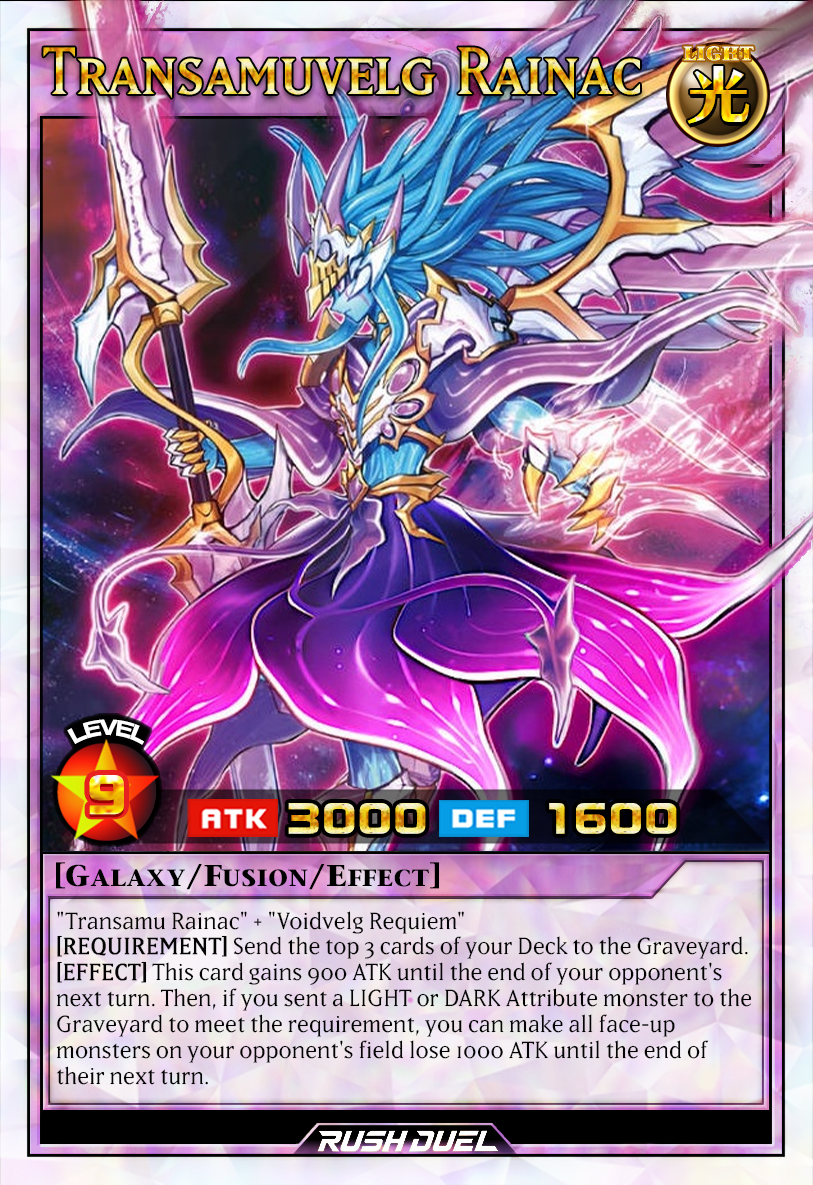 Transamuvelg Rainac
LIGHT
光
LEVEL
9
ATK 3000 DEF 1600
[Galaxy/Fusion/Effect]
"Transamu Rainac" + "Voidvelg Requiem"
[REQUIREMENT] Send the top 3 cards of your Deck to the Graveyard.
[EFFECT] This card gains 900 ATK until the end of your opponent's
next turn. Then, if you sent a LIGHT or DARK Attribute monster to the
Graveyard to meet the requirement, you can make all face-up
monsters on your opponent's field lose 1000 ATK until the end of
their next turn.
RUSH DUEL